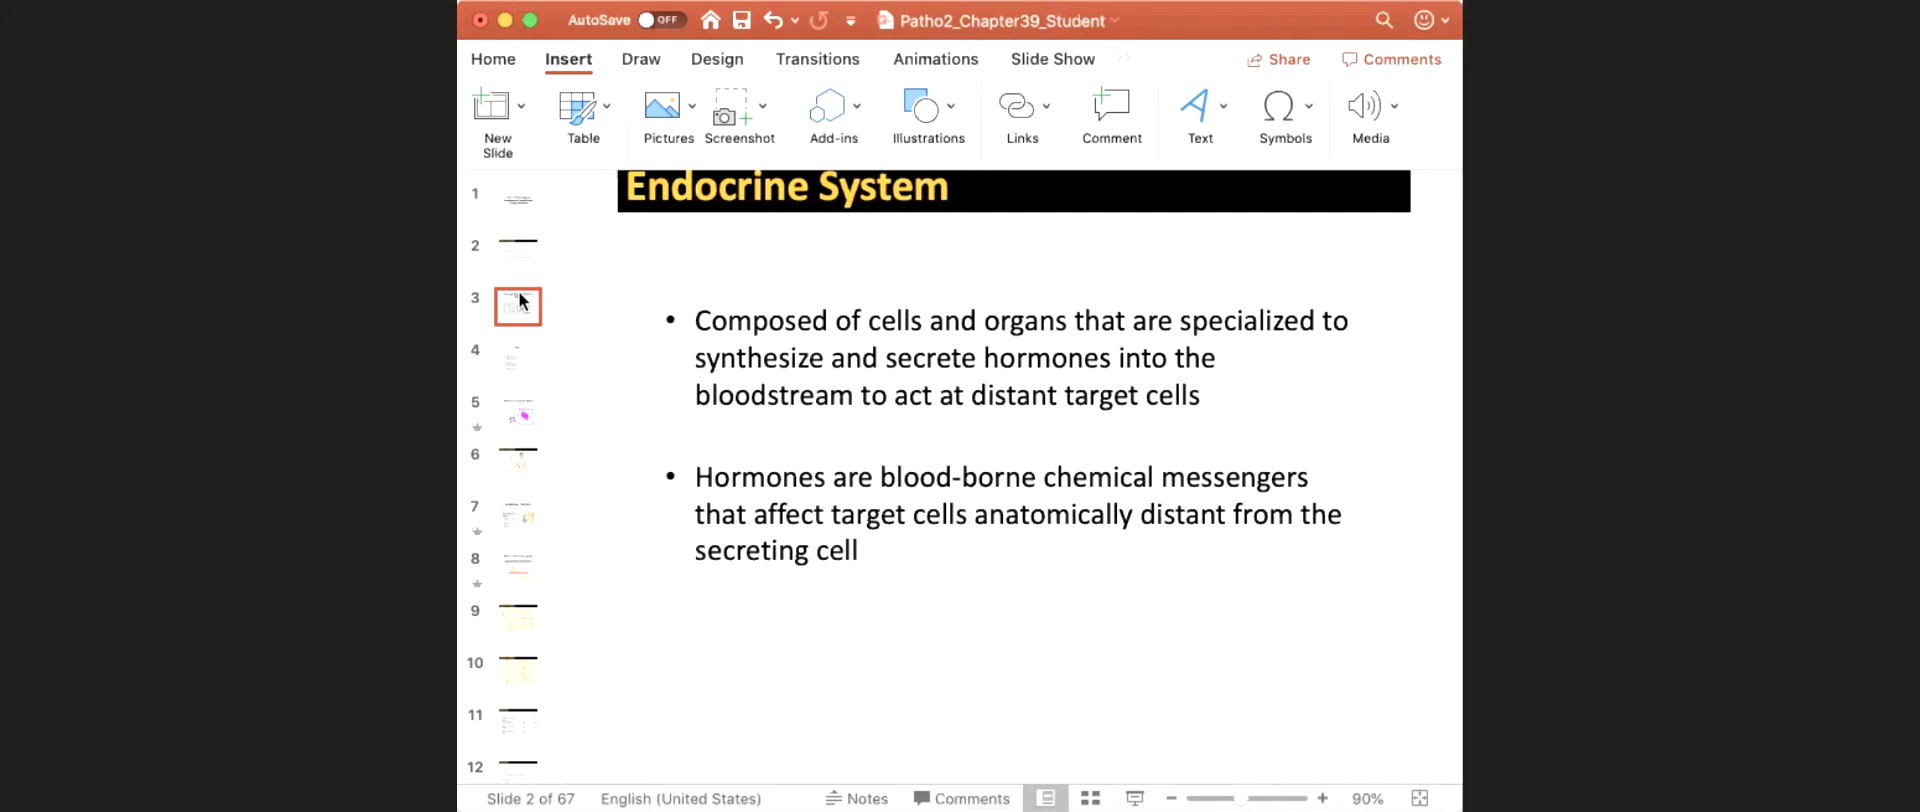 AutoSave OFF Patho2_Chapter39_Student
Home Insert Draw Design Transitions Animations Slide Show Share Comments
New Slide Table Pictures Screenshot Add-ins Illustrations Links Comment Text Symbols Media
Endocrine System
• Composed of cells and organs that are specialized to
synthesize and secrete hormones into the
bloodstream to act at distant target cells
• Hormones are blood-borne chemical messengers
that affect target cells anatomically distant from the
secreting cell
1
2
3
4
5
6
7
8
9
10
11
12
Slide 2 of 67 English (United States) Notes Comments 90%